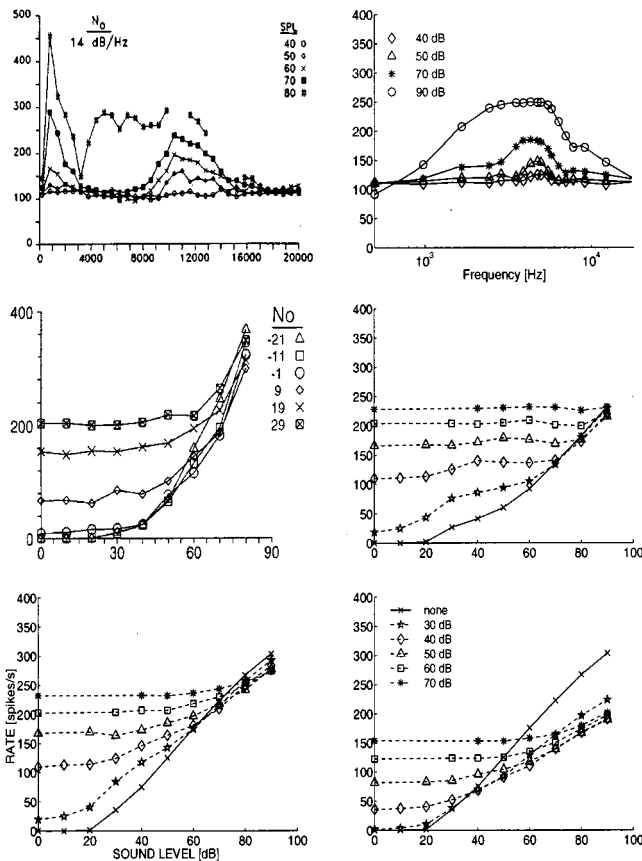 N₀
14 dB/Hz
SPL
40
50
60
70
80
500
400
300
200
100
0
0 4000 8000 12000 16000 20000
40 dB
50 dB
70 dB
90 dB
400
350
300
250
200
150
100
50
0
10³ 10⁴
Frequency [Hz]
No
-21
-11
-1
9
19
29
400
200
0
0 30 60 90
400
350
300
250
200
150
100
50
0
0 20 40 60 80 100
RATE [spikes/s]
400
350
300
250
200
150
100
50
0
0 20 40 60 80 100
SOUND LEVEL [dB]
none
30 dB
40 dB
50 dB
60 dB
70 dB
400
350
300
250
200
150
100
50
0
0 20 40 60 80 100